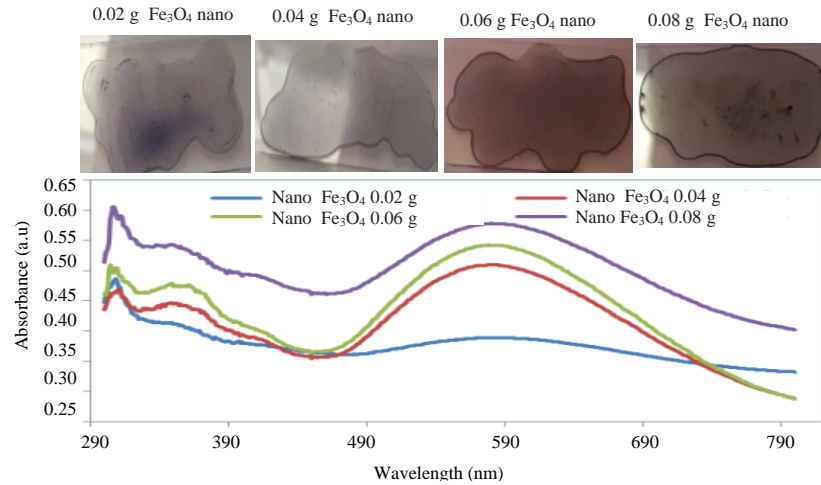 0.02 g Fe₃O₄ nano 0.04 g Fe₃O₄ nano 0.06 g Fe₃O₄ nano 0.08 g Fe₃O₄ nano
0.65
0.60
0.55
0.50
0.45
0.40
0.35
0.30
0.25
Absorbance (a.u)
Nano Fe₃O₄ 0.02 g Nano Fe₃O₄ 0.04 g
Nano Fe₃O₄ 0.06 g Nano Fe₃O₄ 0.08 g
290 390 490 590 690 790
Wavelength (nm)